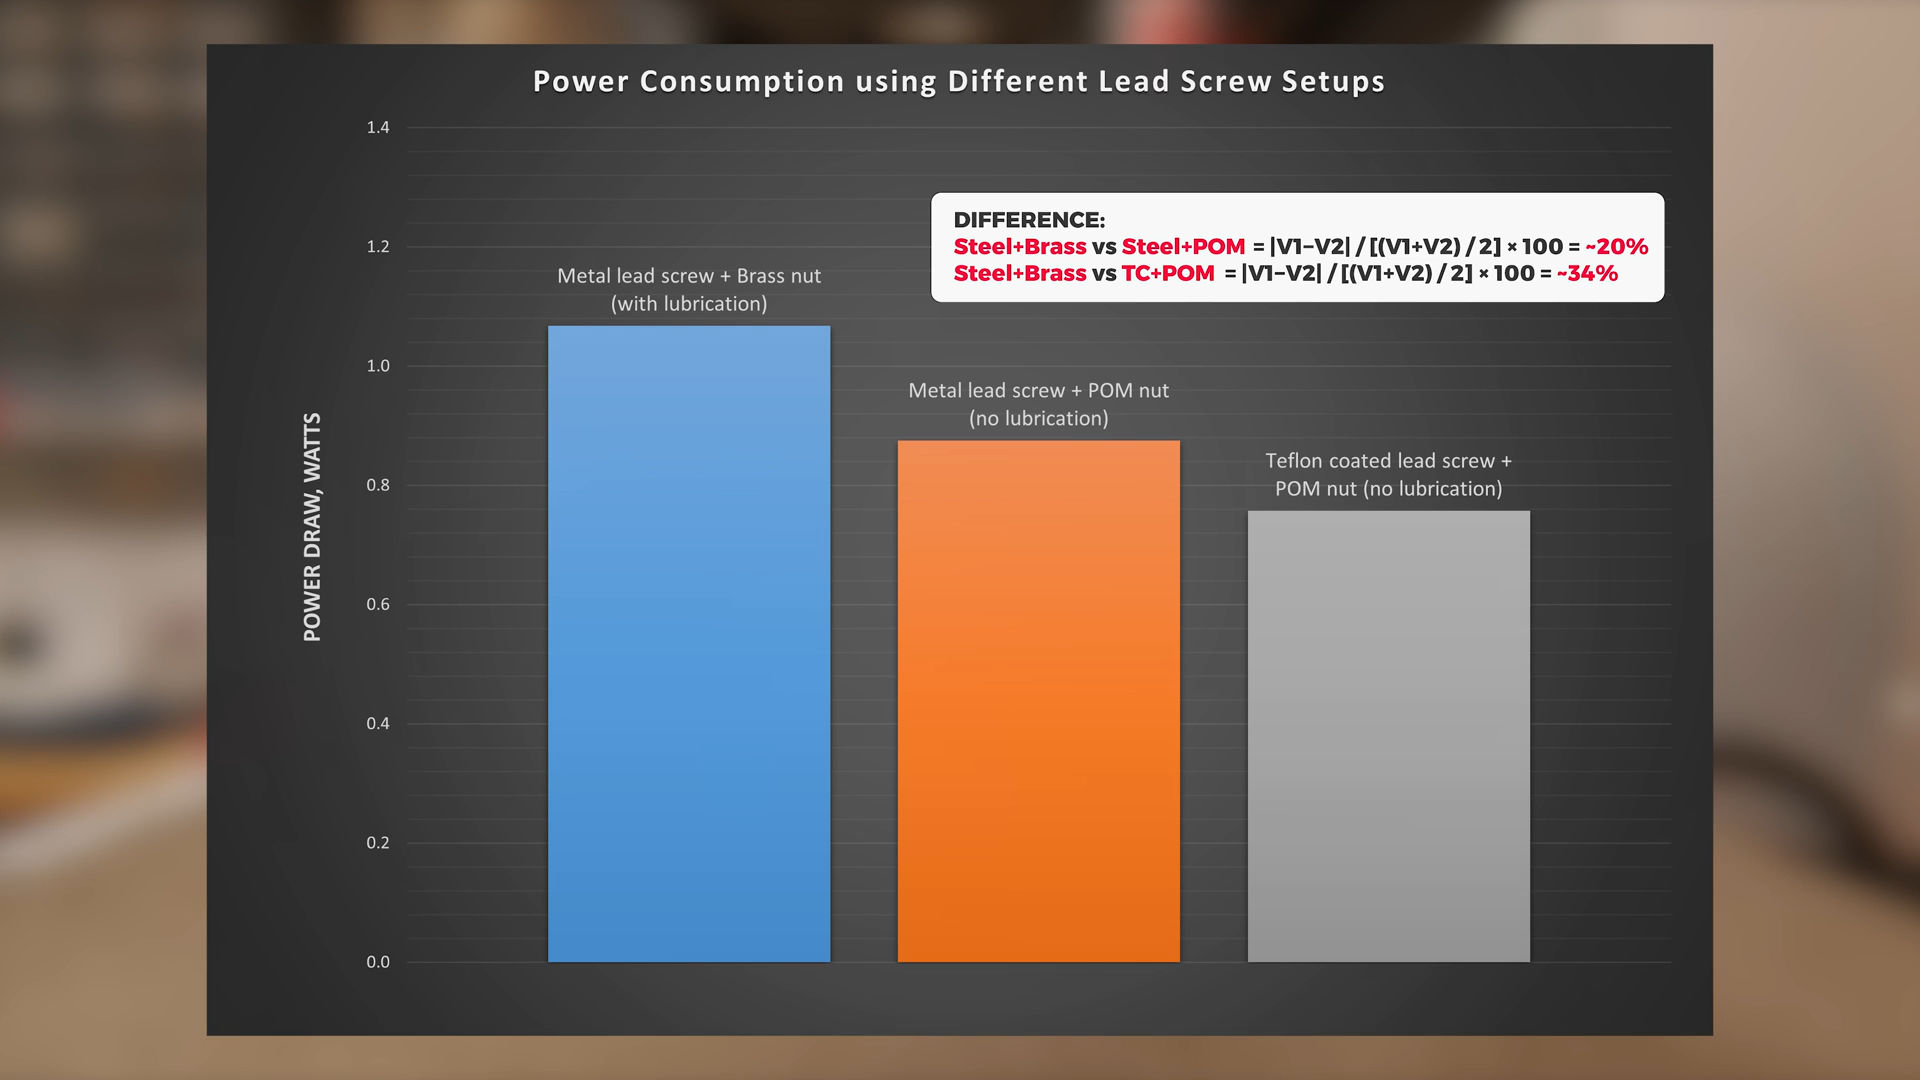 Power Consumption using Different Lead Screw Setups
1.4
1.2
1.0
0.8
0.6
0.4
0.2
0.0
POWER DRAW, WATTS
DIFFERENCE:
Steel+Brass vs Steel+POM = |V1−V2| / [(V1+V2) / 2] × 100 = ~20%
Steel+Brass vs TC+POM = |V1−V2| / [(V1+V2) / 2] × 100 = ~34%
Metal lead screw + Brass nut
(with lubrication)
Metal lead screw + POM nut
(no lubrication)
Teflon coated lead screw +
POM nut (no lubrication)